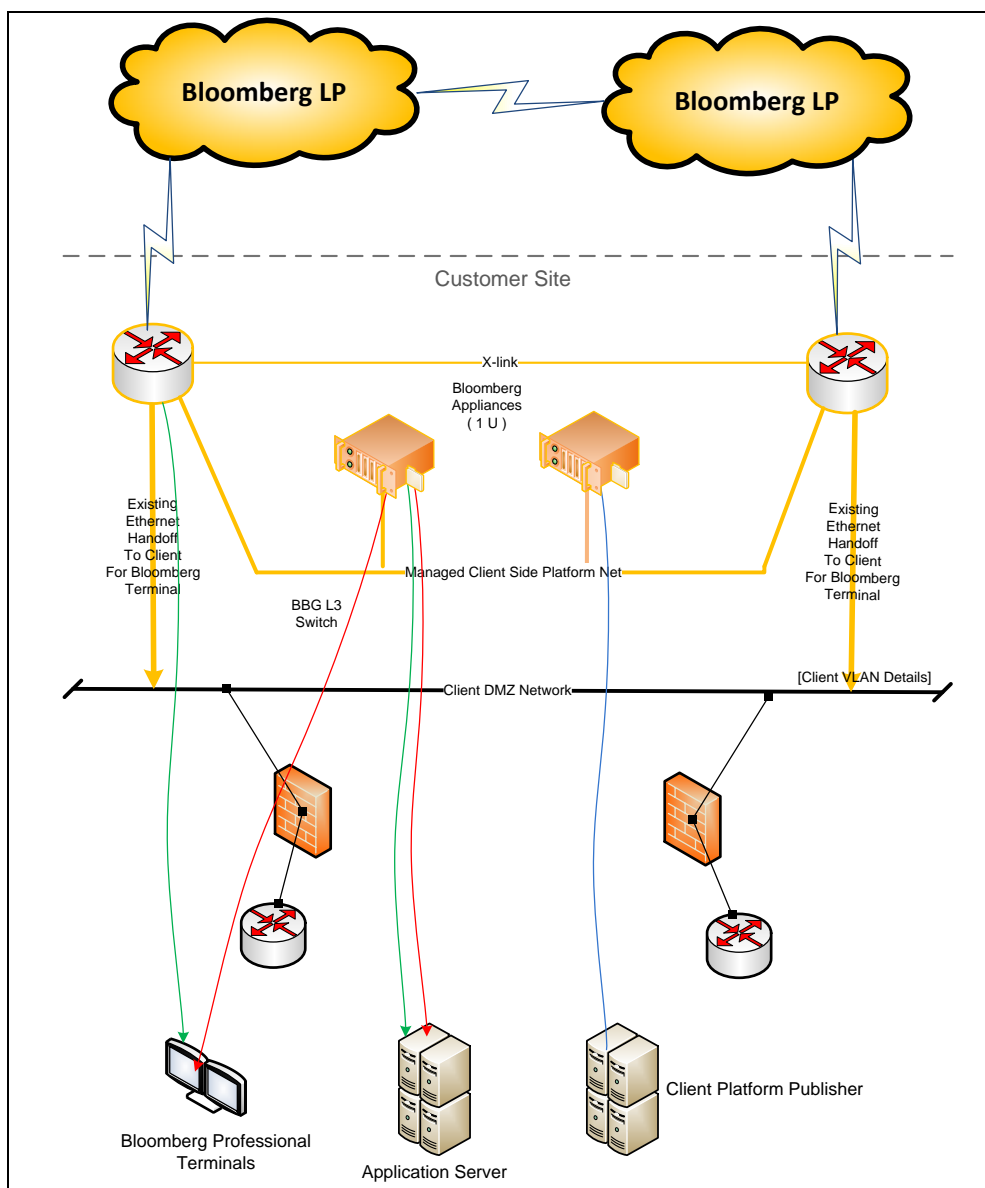 Bloomberg LP
Bloomberg LP
Customer Site
X-link
Bloomberg
Appliances
( 1 U )
Existing
Ethernet
Handoff
To Client
For Bloomberg
Terminal
Existing
Ethernet
Handoff
To Client
For Bloomberg
Terminal
Managed Client Side Platform Net
BBG L3
Switch
[Client VLAN Details]
Client DMZ Network
Bloomberg Professional
Terminals
Application Server
Client Platform Publisher